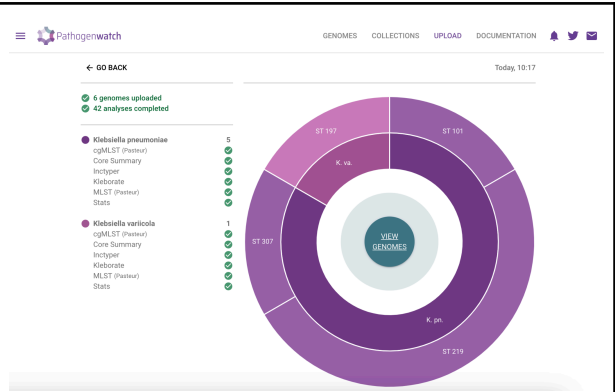 Pathogenwatch
GENOMES COLLECTIONS UPLOAD DOCUMENTATION
GO BACK
Today, 10:17
6 genomes uploaded
42 analyses completed
Klebsiella pneumoniae 5
cgMLST (Pasteur)
Core Summary
Inctyper
Kleborate
MLST (Pasteur)
Stats
Klebsiella variicola 1
cgMLST (Pasteur)
Core Summary
Inctyper
Kleborate
MLST (Pasteur)
Stats
ST 197
ST 101
K. va.
ST 307
VIEW
GENOMES
K. pn.
ST 219